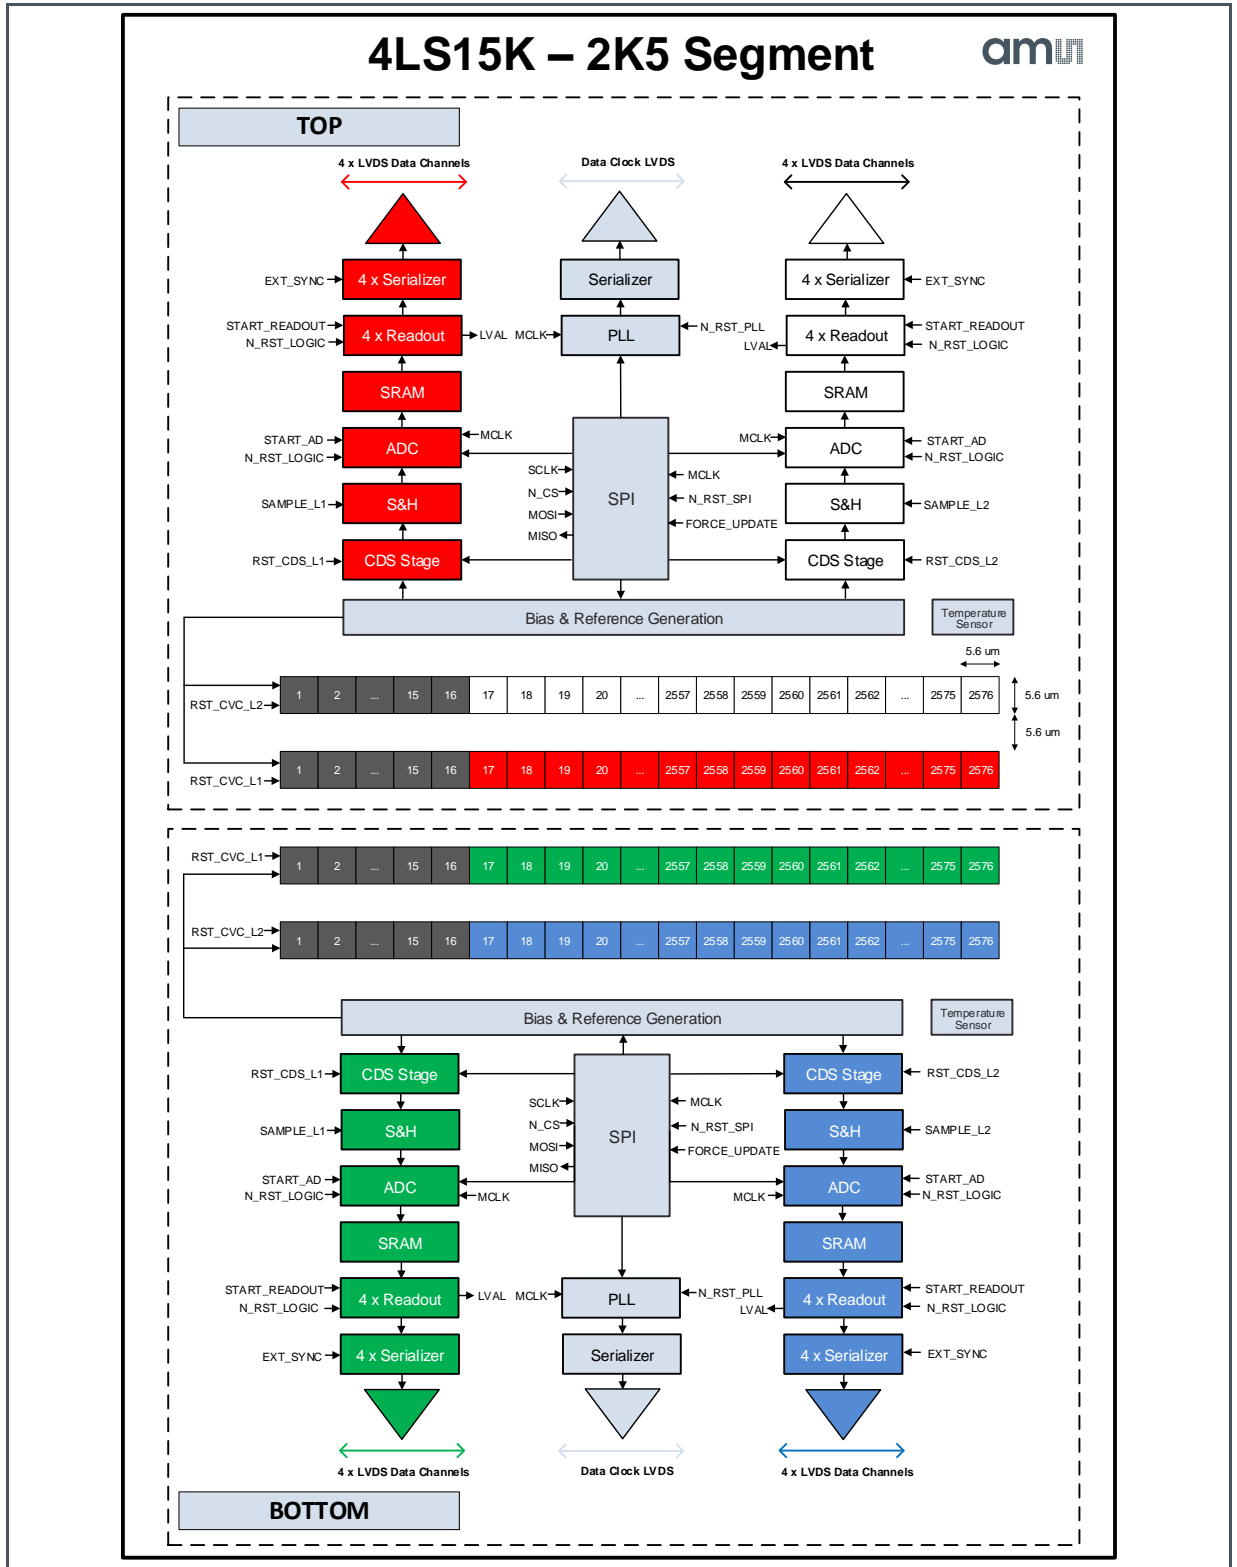 4LS15K – 2K5 Segment
amu
TOP
4 x LVDS Data Channels
Data Clock LVDS
4 x LVDS Data Channels
EXT_SYNC
4 x Serializer
Serializer
4 x Serializer
EXT_SYNC
START_READOUT
N_RST_LOGIC
4 x Readout
LVAL
MCLK
PLL
N_RST_PLL
LVAL
4 x Readout
START_READOUT
N_RST_LOGIC
SRAM
SRAM
START_AD
N_RST_LOGIC
ADC
MCLK
MCLK
ADC
START_AD
N_RST_LOGIC
SCLK
N_CS
MOSI
MISO
SPI
MCLK
N_RST_SPI
FORCE_UPDATE
SAMPLE_L1
S&H
S&H
SAMPLE_L2
RST_CDS_L1
CDS Stage
CDS Stage
RST_CDS_L2
Bias & Reference Generation
Temperature
Sensor
5.6 um
RST_CVC_L2
1 2 ... 15 16 17 18 19 20 ... 2557 2558 2559 2560 2561 2562 ... 2575 2576
5.6 um
5.6 um
RST_CVC_L1
1 2 ... 15 16 17 18 19 20 ... 2557 2558 2559 2560 2561 2562 ... 2575 2576
RST_CVC_L1
1 2 ... 15 16 17 18 19 20 ... 2557 2558 2559 2560 2561 2562 ... 2575 2576
RST_CVC_L2
1 2 ... 15 16 17 18 19 20 ... 2557 2558 2559 2560 2561 2562 ... 2575 2576
Bias & Reference Generation
Temperature
Sensor
RST_CDS_L1
CDS Stage
CDS Stage
RST_CDS_L2
SCLK
N_CS
MOSI
MISO
SPI
MCLK
N_RST_SPI
FORCE_UPDATE
SAMPLE_L1
S&H
S&H
SAMPLE_L2
START_AD
N_RST_LOGIC
ADC
MCLK
MCLK
ADC
START_AD
N_RST_LOGIC
SRAM
SRAM
START_READOUT
N_RST_LOGIC
4 x Readout
LVAL
MCLK
PLL
N_RST_PLL
LVAL
4 x Readout
START_READOUT
N_RST_LOGIC
EXT_SYNC
4 x Serializer
Serializer
4 x Serializer
EXT_SYNC
4 x LVDS Data Channels
Data Clock LVDS
4 x LVDS Data Channels
BOTTOM